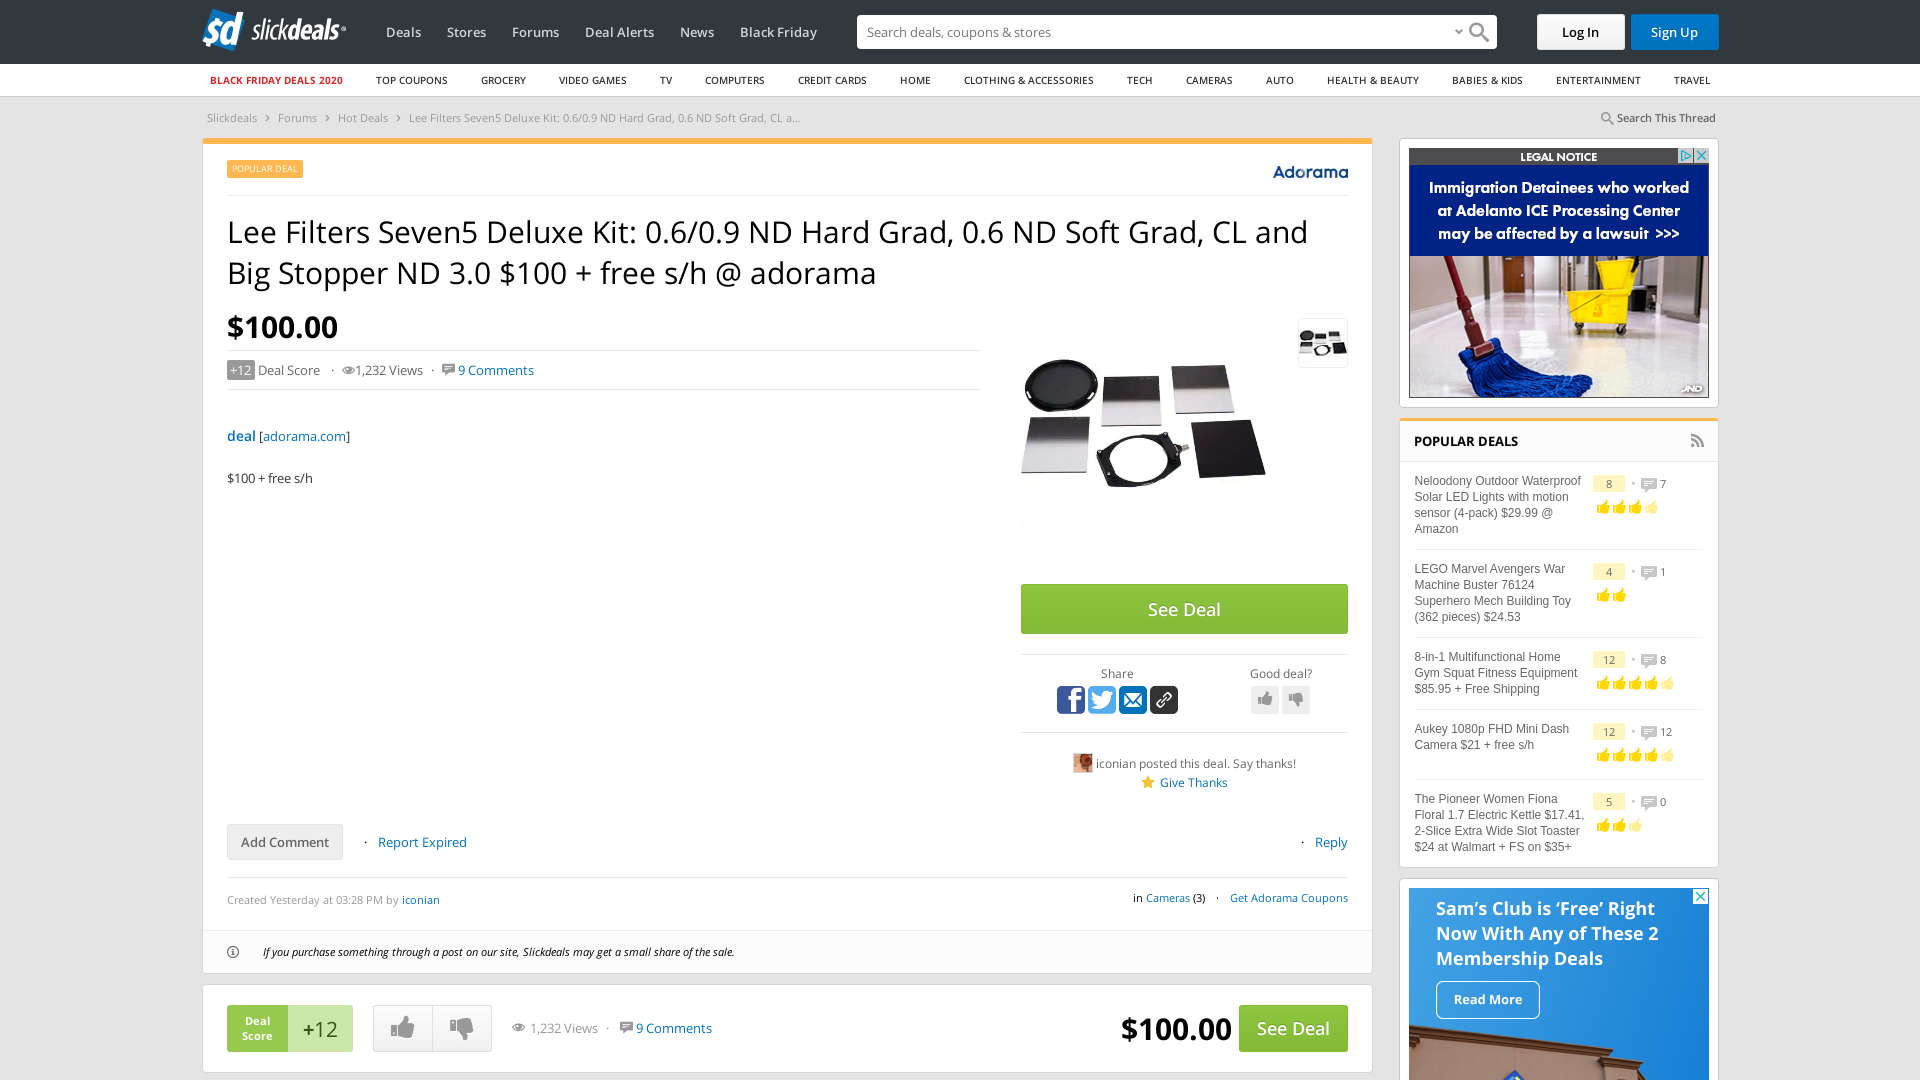 sd slickdeals
Deals
Stores
Forums
Deal Alerts
News
Black Friday
Search deals, coupons & stores
Log In
Sign Up
BLACK FRIDAY DEALS 2020
TOP COUPONS
GROCERY
VIDEO GAMES
TV
COMPUTERS
CREDIT CARDS
HOME
CLOTHING & ACCESSORIES
TECH
CAMERAS
AUTO
HEALTH & BEAUTY
BABIES & KIDS
ENTERTAINMENT
TRAVEL
Slickdeals › Forums › Hot Deals › Lee Filters Seven5 Deluxe Kit: 0.6/0.9 ND Hard Grad, 0.6 ND Soft Grad, CL a...
Search This Thread
POPULAR DEAL
Adorama
Lee Filters Seven5 Deluxe Kit: 0.6/0.9 ND Hard Grad, 0.6 ND Soft Grad, CL and
Big Stopper ND 3.0 $100 + free s/h @ adorama
$100.00
+12 Deal Score · 1,232 Views · 9 Comments
deal [adorama.com]
$100 + free s/h
See Deal
Share
Good deal?
iconian posted this deal. Say thanks!
Give Thanks
Add Comment · Report Expired
· Reply
Created Yesterday at 03:28 PM by iconian
in Cameras (3) · Get Adorama Coupons
If you purchase something through a post on our site, Slickdeals may get a small share of the sale.
Deal
Score
+12
1,232 Views · 9 Comments
$100.00
See Deal
LEGAL NOTICE
Immigration Detainees who worked
at Adelanto ICE Processing Center
may be affected by a lawsuit >>>
JND
POPULAR DEALS
Neloodony Outdoor Waterproof
Solar LED Lights with motion
sensor (4-pack) $29.99 @
Amazon
8 • 7
LEGO Marvel Avengers War
Machine Buster 76124
Superhero Mech Building Toy
(362 pieces) $24.53
4 • 1
8-in-1 Multifunctional Home
Gym Squat Fitness Equipment
$85.95 + Free Shipping
12 • 8
Aukey 1080p FHD Mini Dash
Camera $21 + free s/h
12 • 12
The Pioneer Women Fiona
Floral 1.7 Electric Kettle $17.41,
2-Slice Extra Wide Slot Toaster
$24 at Walmart + FS on $35+
5 • 0
Sam's Club is 'Free' Right
Now With Any of These 2
Membership Deals
Read More